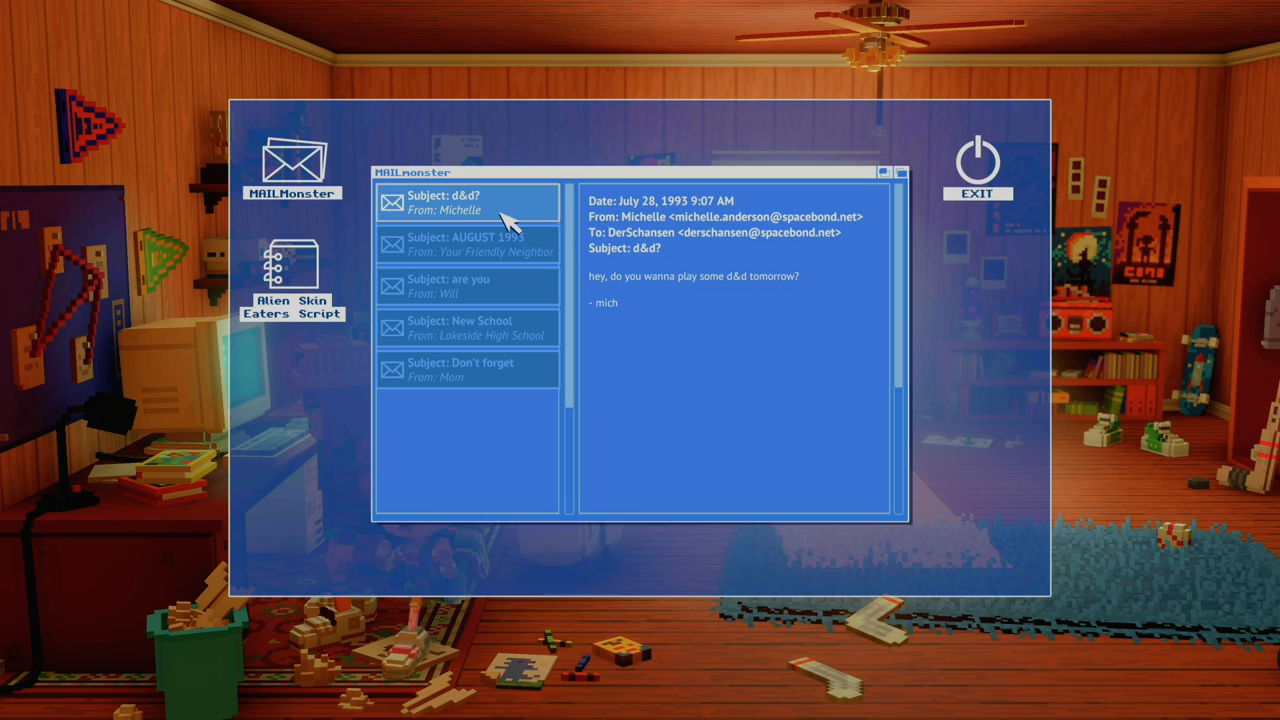 MAILMonster
Alien Skin
Eaters Script
EXIT
MAILmonster
Subject: d&d?
From: Michelle
Subject: AUGUST 1993
From: Your Friendly Neighbor
Subject: are you
From: Will
Subject: New School
From: Lakeside High School
Subject: Don't forget
From: Mom
Date: July 28, 1993 9:07 AM
From: Michelle <michelle.anderson@spacebond.net>
To: DerSchansen <derschansen@spacebond.net>
Subject: d&d?
hey, do you wanna play some d&d tomorrow?
- mich